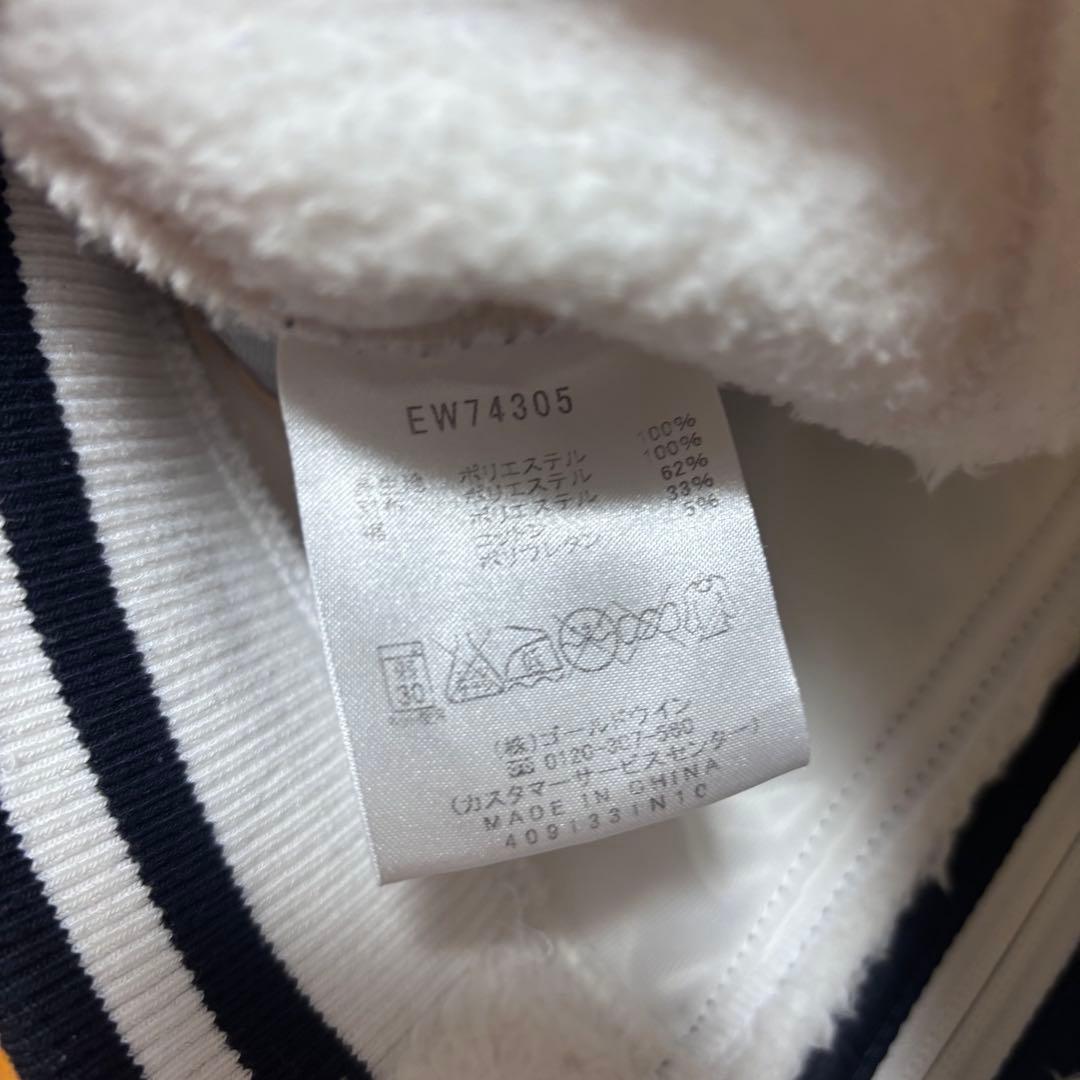 EW74305
ポリエステル 100%
ポリエステル 100%
ポリエステル 62%
33%
ポリウレタン 5%
30
(株)ゴールドウイン
0120-307-560
(カスタマーサービスセンター)
MADE IN CHINA
409133IN10